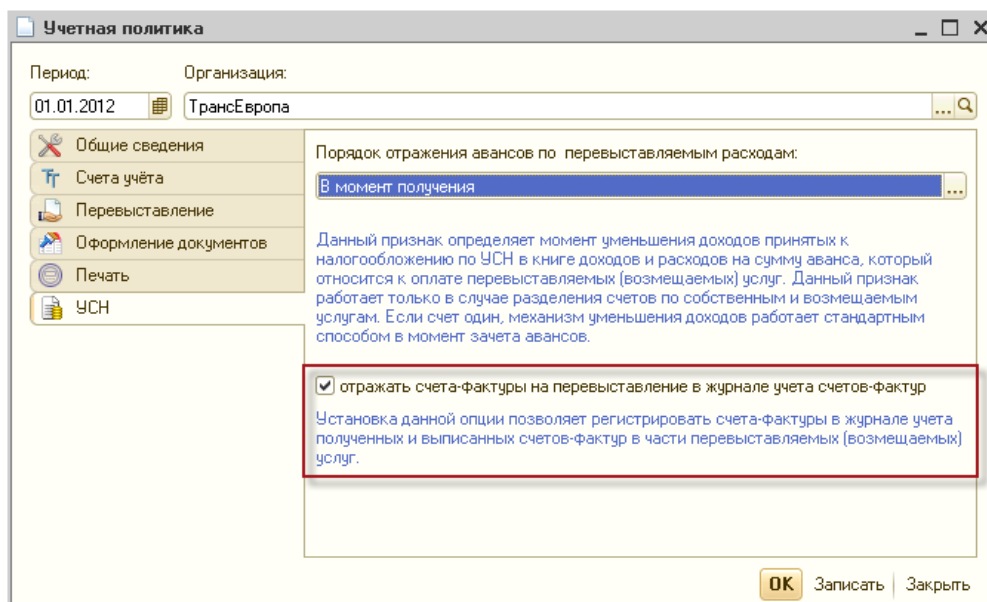 Учетная политика
Период: Организация:
01.01.2012 ТрансЕвропа ...
Общие сведения
Счета учёта
Перевыставление
Оформление документов
Печать
УСН
Порядок отражения авансов по перевыставляемым расходам:
В момент получения ...
Данный признак определяет момент уменьшения доходов принятых к
налогообложению по УСН в книге доходов и расходов на сумму аванса, который
относится к оплате перевыставляемых (возмещаемых) услуг. Данный признак
работает только в случае разделения счетов по собственным и возмещаемым
услугам. Если счет один, механизм уменьшения доходов работает стандартным
способом в момент зачета авансов.
отражать счета-фактуры на перевыставление в журнале учета счетов-фактур
Установка данной опции позволяет регистрировать счета-фактуры в журнале учета
полученных и выписанных счетов-фактур в части перевыставляемых (возмещаемых)
услуг.
ОК Записать Закрыть